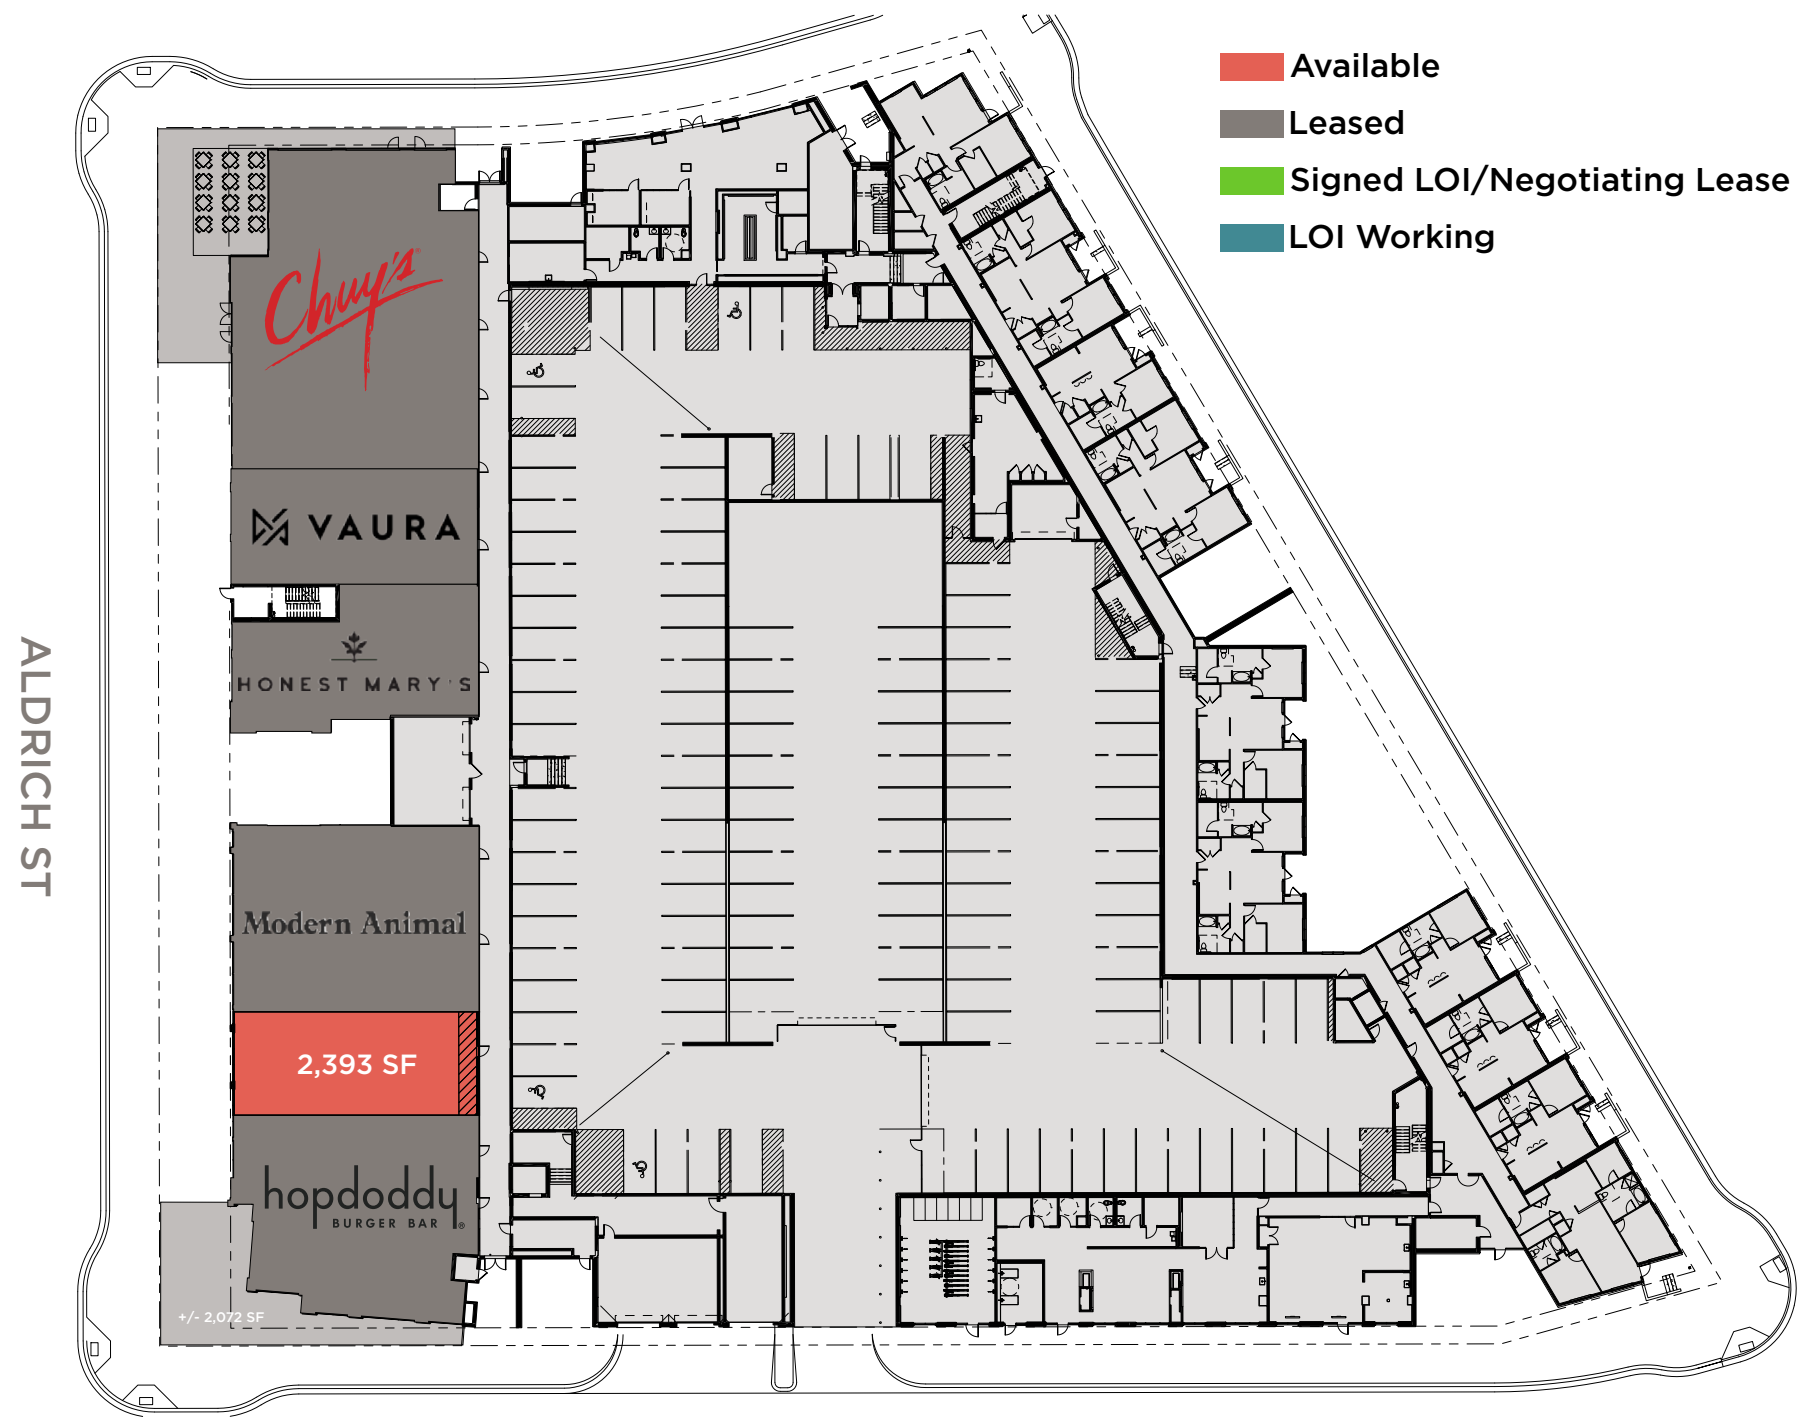 Available
Leased
Signed LOI/Negotiating Lease
LOI Working
Chuy's
VAURA
HONEST MARY'S
ALDRICH ST
Modern Animal
2,393 SF
hopdoddy
BURGER BAR®
+/- 2,072 SF